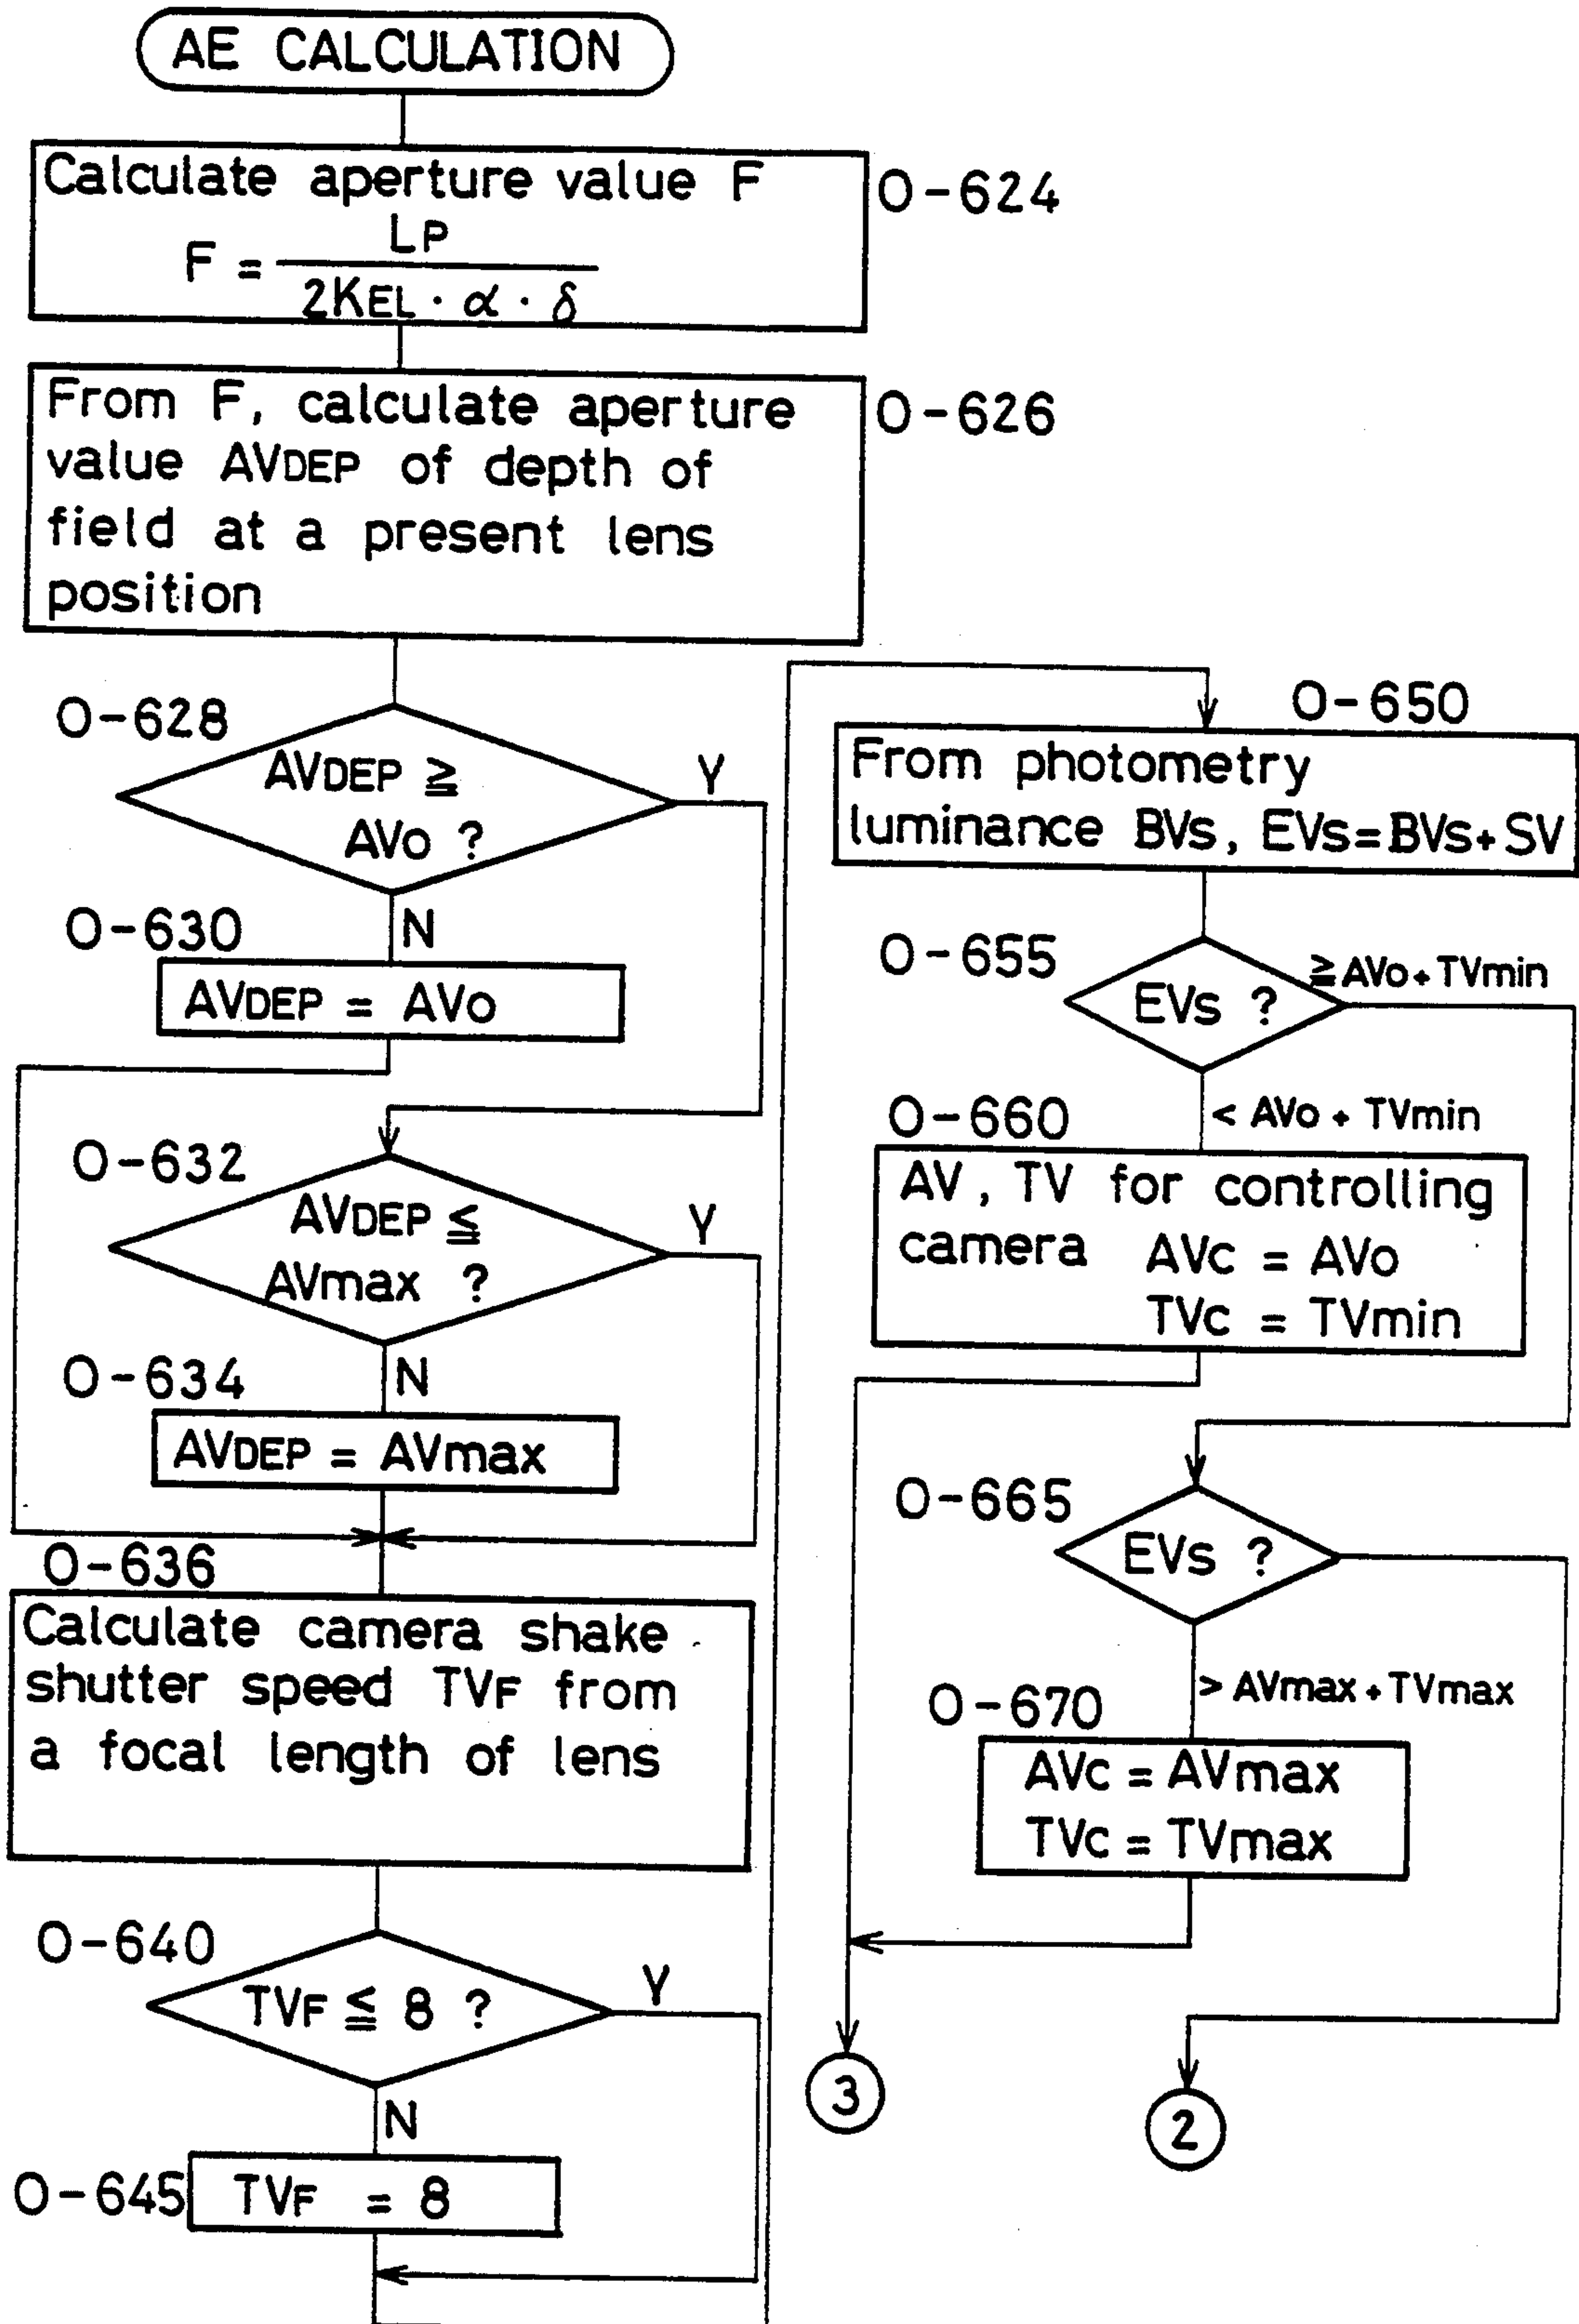 AE CALCULATION
Calculate aperture value F
F = LP / 2KEL · α · δ
O-624
From F, calculate aperture
value AVDEP of depth of
field at a present lens
position
O-626
O-628
AVDEP ≧
AVo ?
Y
N
O-630
AVDEP = AVo
O-632
AVDEP ≦
AVmax ?
Y
N
O-634
AVDEP = AVmax
O-636
Calculate camera shake
shutter speed TVF from
a focal length of lens
O-640
TVF ≦ 8 ?
Y
N
O-645
TVF = 8
O-650
From photometry
luminance BVs, EVs=BVs+SV
O-655
EVs ?
≧AVo+TVmin
< AVo + TVmin
O-660
AV, TV for controlling
camera AVc = AVo
TVc = TVmin
O-665
EVs ?
> AVmax+TVmax
O-670
AVc = AVmax
TVc = TVmax
3
2